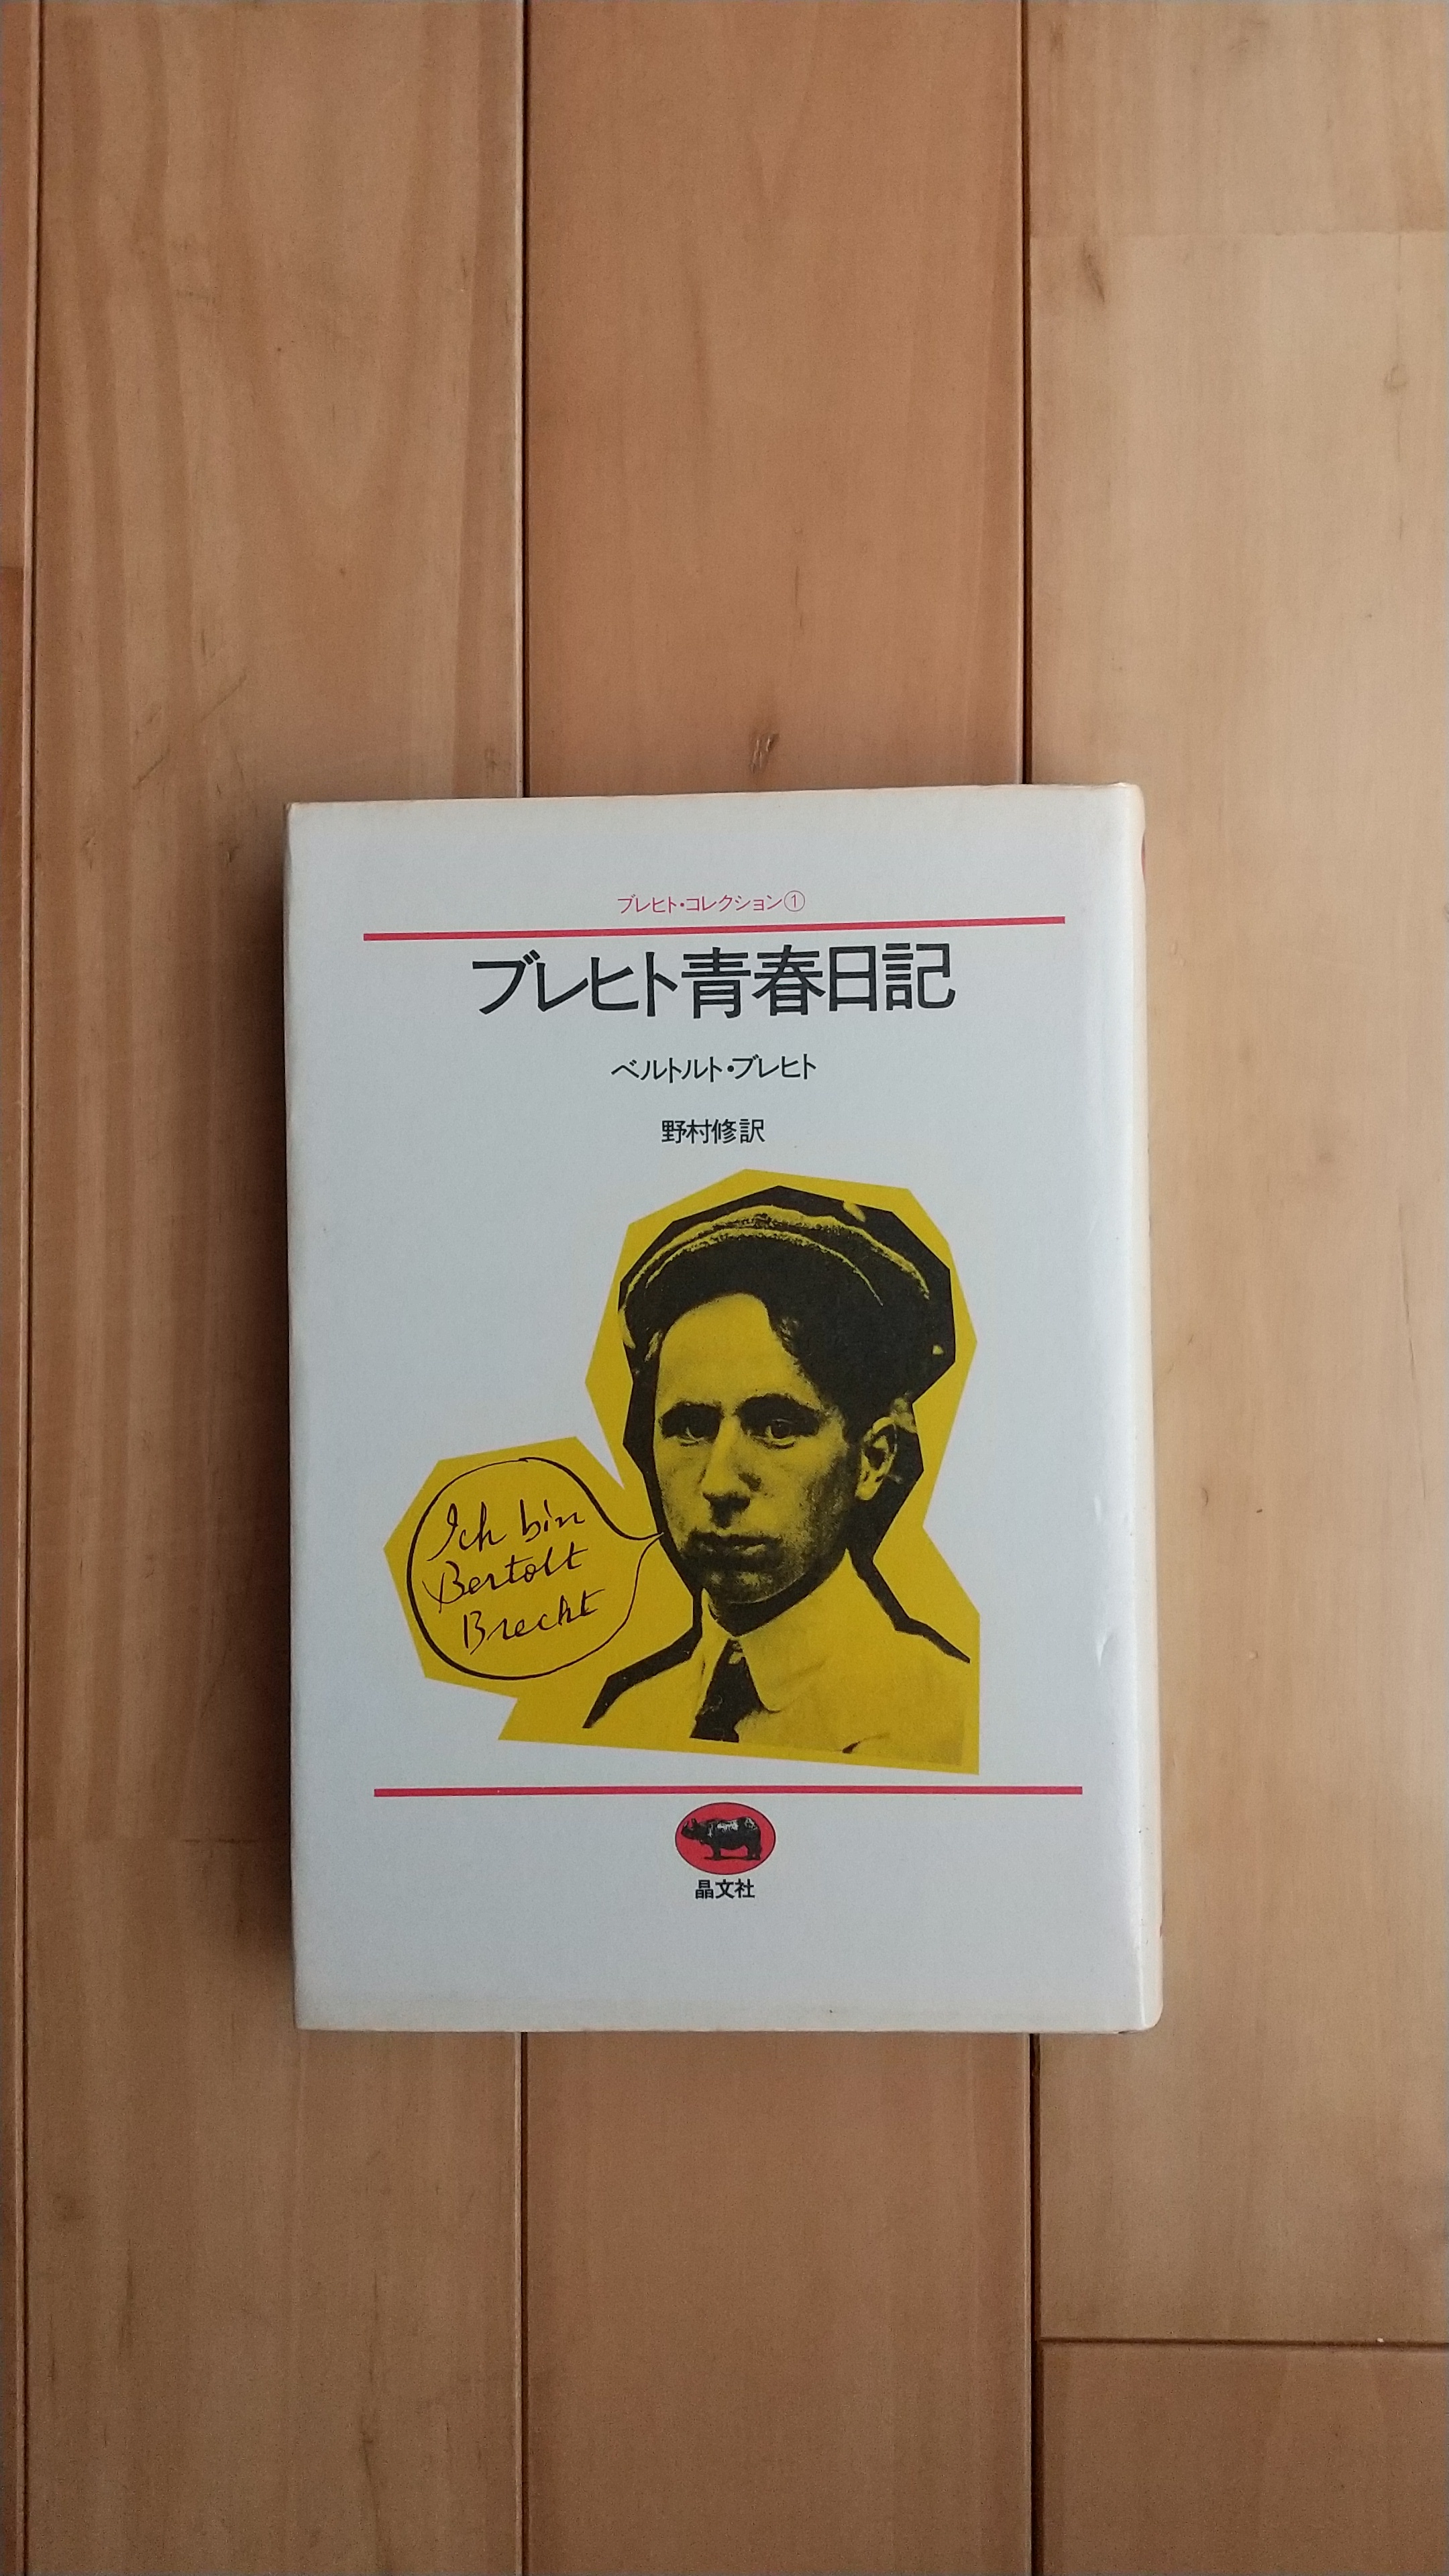 ブレヒト・コレクション①
ブレヒト青春日記
ベルトルト・ブレヒト
野村修訳
Ich bin
Bertolt
Brecht
晶文社